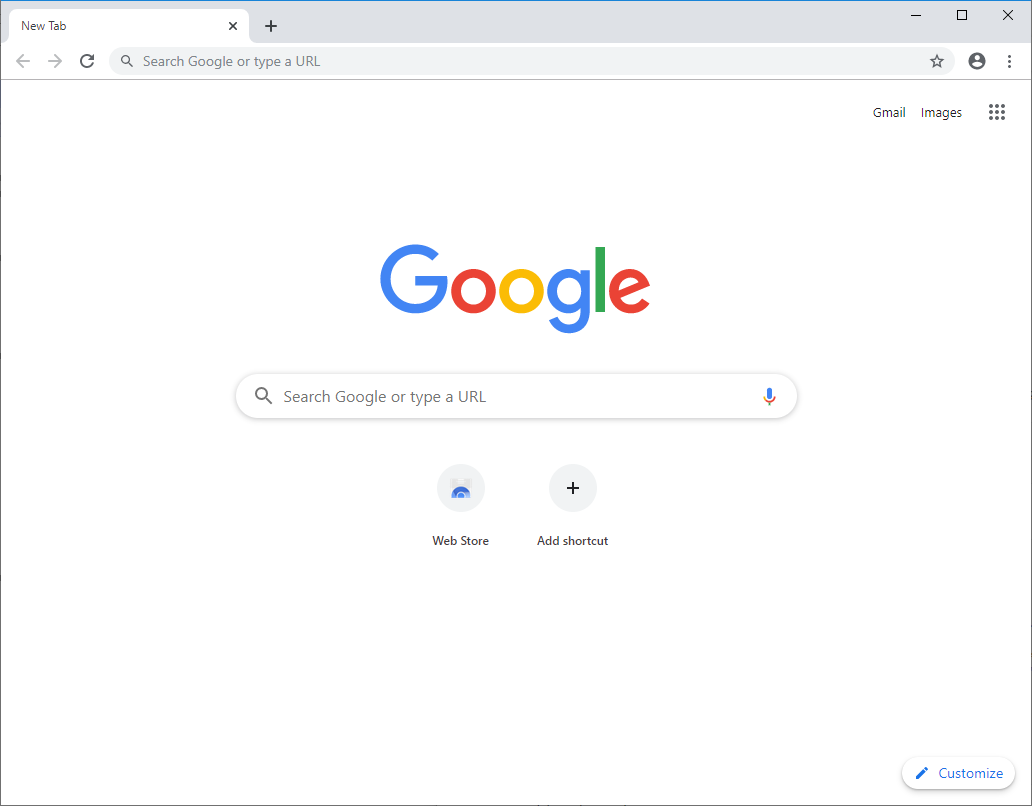 New Tab
Search Google or type a URL
Gmail Images
Google
Search Google or type a URL
Web Store Add shortcut
Customize